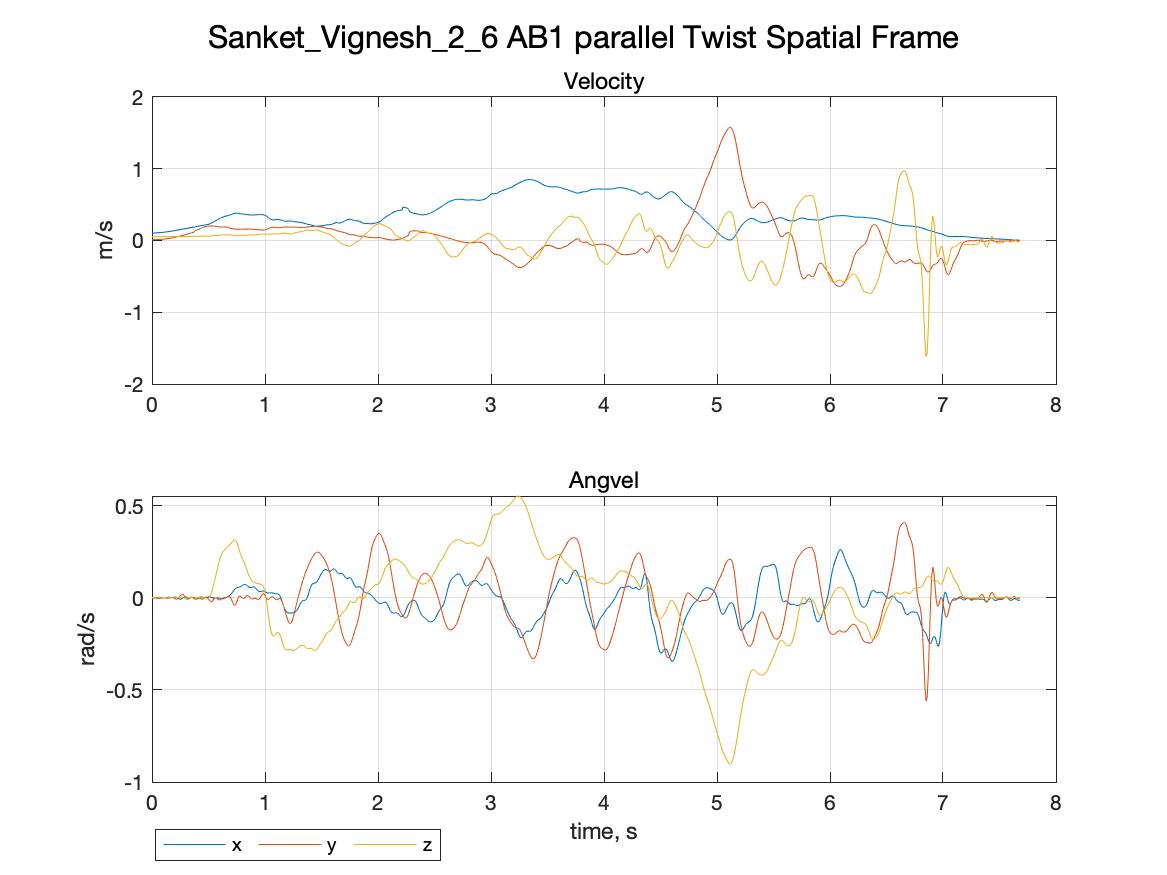 Sanket_Vignesh_2_6 AB1 parallel Twist Spatial Frame
Velocity
2
1
0
-1
-2
m/s
0 1 2 3 4 5 6 7 8
Angvel
0.5
0
-0.5
-1
rad/s
0 1 2 3 4 5 6 7 8
time, s
x y z